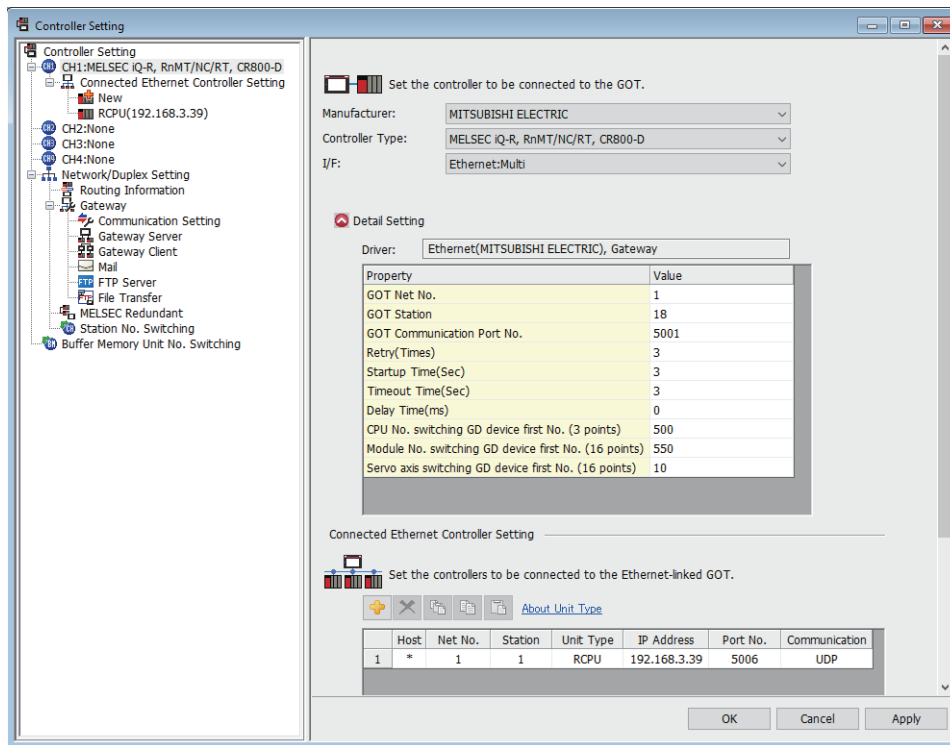 Controller Setting
Controller Setting
CH1:MELSEC iQ-R, RnMT/NC/RT, CR800-D
Connected Ethernet Controller Setting
New
RCPU(192.168.3.39)
CH2:None
CH3:None
CH4:None
Network/Duplex Setting
Routing Information
Gateway
Communication Setting
Gateway Server
Gateway Client
Mail
FTP Server
File Transfer
MELSEC Redundant
Station No. Switching
Buffer Memory Unit No. Switching
Set the controller to be connected to the GOT.
Manufacturer: MITSUBISHI ELECTRIC
Controller Type: MELSEC iQ-R, RnMT/NC/RT, CR800-D
I/F: Ethernet:Multi
Detail Setting
Driver: Ethernet(MITSUBISHI ELECTRIC), Gateway
Property Value
GOT Net No. 1
GOT Station 18
GOT Communication Port No. 5001
Retry(Times) 3
Startup Time(Sec) 3
Timeout Time(Sec) 3
Delay Time(ms) 0
CPU No. switching GD device first No. (3 points) 500
Module No. switching GD device first No. (16 points) 550
Servo axis switching GD device first No. (16 points) 10
Connected Ethernet Controller Setting
Set the controllers to be connected to the Ethernet-linked GOT.
About Unit Type
Host Net No. Station Unit Type IP Address Port No. Communication
1 * 1 1 RCPU 192.168.3.39 5006 UDP
OK Cancel Apply